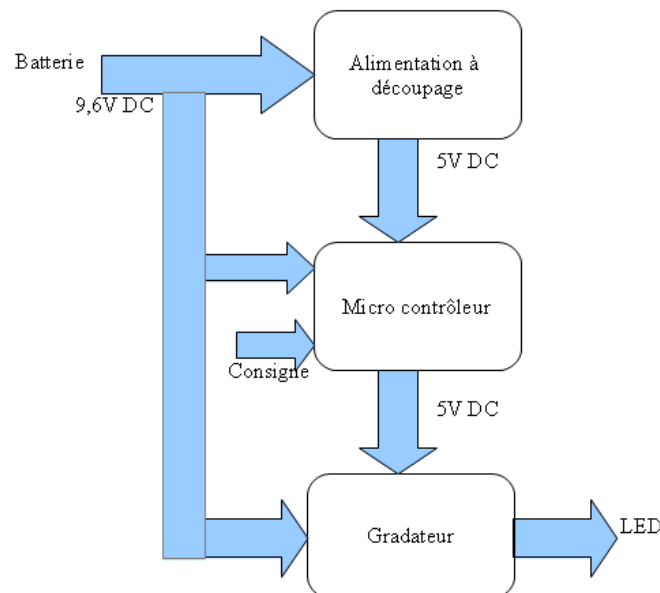 Batterie
9,6V DC
Alimentation à
découpage
5V DC
Micro contrôleur
Consigne
5V DC
Gradateur
LED